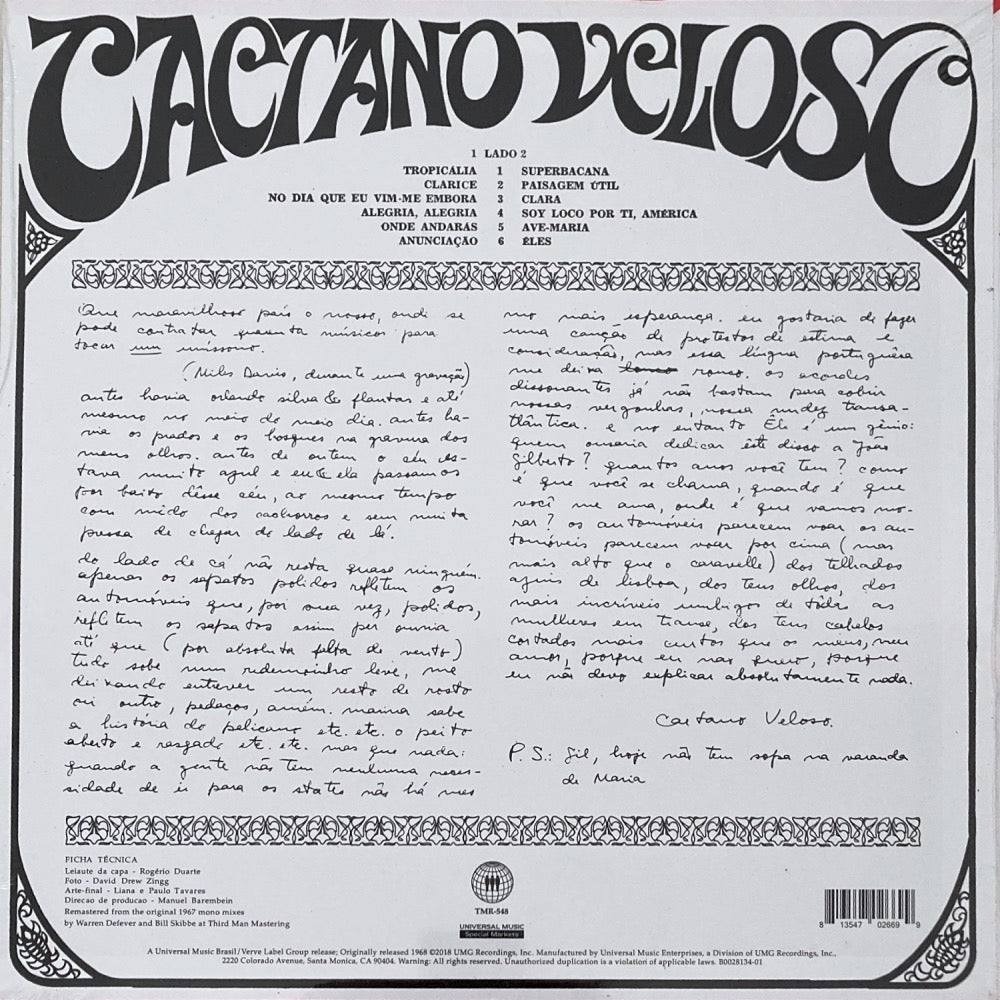 CAETANO VELOSO
1 LADO 2
TROPICÁLIA 1 SUPERBACANA
CLARICE 2 PAISAGEM ÚTIL
NO DIA QUE EU VIM-ME EMBORA 3 CLARA
ALEGRIA, ALEGRIA 4 SOY LOCO POR TI, AMÉRICA
ONDE ANDARAS 5 AVE-MARIA
ANUNCIAÇÃO 6 ÊLES
Que maravilhoso país o nosso, onde se
pode contratar quarenta músicos para
tocar um uníssono.
(Miles Davis, durante uma gravação)
antes havia orlando silva & flautas e até
mesmo no meio do meio dia. antes ha-
via os prados e os bosques na gravura dos
meus olhos. antes de ontem o céu es-
tava muito azul e eu & ela passamos
por baixo dêsse céu, ao mesmo tempo
com mêdo dos cachorros e sem muita
pressa de chegar do lado de lá.
do lado de cá não resta quase ninguém.
apenas os sapatos polidos refletem os
automóveis que, por sua vez, polidos,
refletem os sapatos assim per omnia
até que (por absoluta falta de vento)
tudo sobe num redemoinho leve, me
deixando entrever um resto de rosto
ou outro, pedaços, amém. marina sabe
a história do pelicano etc. etc. o peito
aberto e rasgado etc. etc. mas que nada:
quando a gente não tem nenhuma neces-
sidade de ir para os states não há mes
mo mais esperança. eu gostaria de fazer
uma canção de protestos de estima e
consideração, mas essa língua portuguêsa
me deixa rouco. os acordes
dissonantes já não bastam para cobrir
nossas vergonhas, nossa nudez transa-
tlântica. e no entanto Êle é um gênio:
quem ousaria dedicar êste disco a João
Gilberto? quantos anos você tem? como
é que você se chama, quando é que
você me ama, onde é que vamos mo-
rar? os automóveis parecem voar os au-
tomóveis parecem voar por cima (mas
mais alto que o caravelle) dos telhados
azuis de lisboa, dos teus olhos, dos
mais incríveis umbigos de tôdas as
mulheres em transe, dos teus cabelos
cortados mais curtos que os meus, meu
amor, porque eu não quero, porque
eu não devo explicar absolutamente nada.
Caetano Veloso.
P.S.: Gil, hoje não tem sopa na varanda
de Maria
FICHA TÉCNICA
Leiaute da capa - Rogério Duarte
Foto - David Drew Zingg
Arte-final - Liana e Paulo Tavares
Direcao de producao - Manuel Barembein
Remastered from the original 1967 mono mixes
by Warren Defever and Bill Skibbe at Third Man Mastering
TMR-548
UNIVERSAL MUSIC
Special Markets
8 13547 02669 9
A Universal Music Brasil/Verve Label Group release; Originally released 1968 ©2018 UMG Recordings, Inc. Manufactured by Universal Music Enterprises, a Division of UMG Recordings, Inc.,
2220 Colorado Avenue, Santa Monica, CA 90404. Warning: All rights reserved. Unauthorized duplication is a violation of applicable laws. B0028134-01